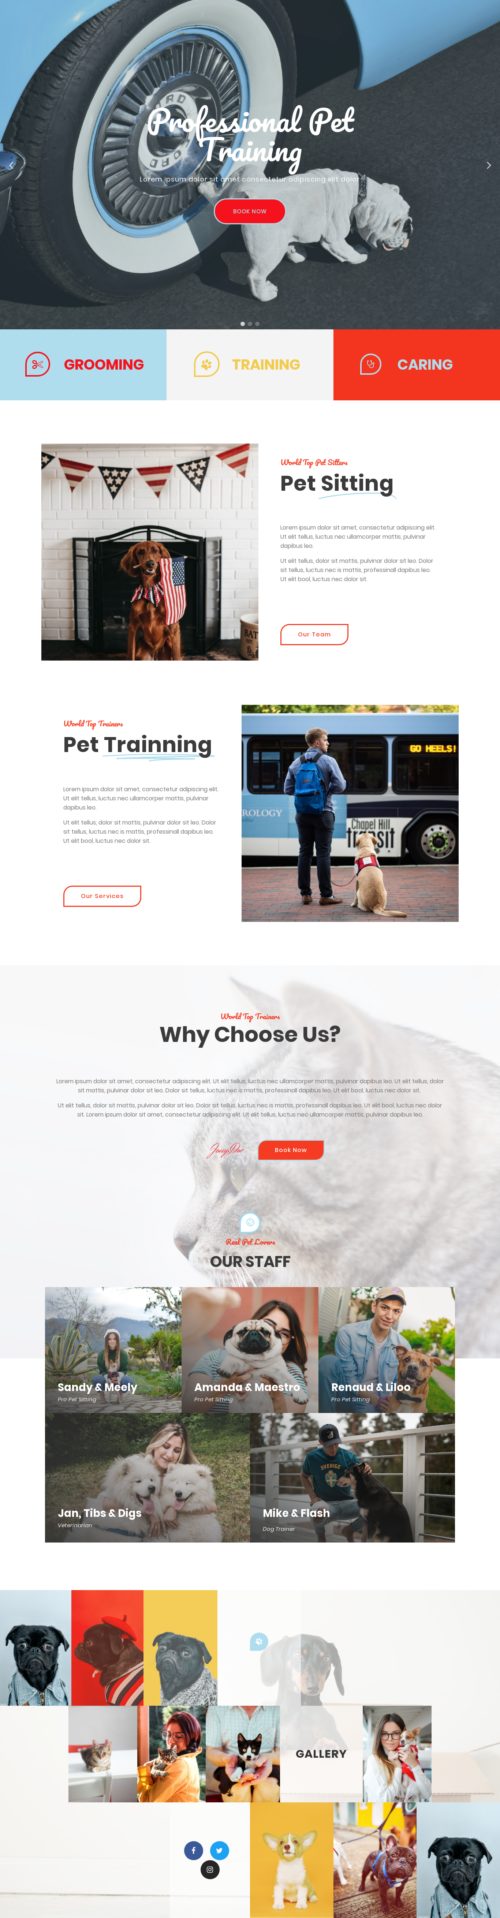 Professional Pet
Training
Lorem ipsum dolor sit amet consectetur adipiscing elit dolor
BOOK NOW
GROOMING
TRAINING
CARING
World Top Pet Sitters
Pet Sitting
Lorem ipsum dolor sit amet, consectetur adipiscing elit.
Ut elit tellus, luctus nec ullamcorper mattis, pulvinar
dapibus leo.
Ut elit tellus, dolor sit mattis, pulvinar dolor sit leo. Dolor
sit tellus, luctus nec is mattis, professinall dapibus leo.
Ut elit bool, luctus nec dolor sit.
Our Team
World Top Trainers
Pet Trainning
Lorem ipsum dolor sit amet, consectetur adipiscing elit.
Ut elit tellus, luctus nec ullamcorper mattis, pulvinar
dapibus leo.
Ut elit tellus, dolor sit mattis, pulvinar dolor sit leo. Dolor
sit tellus, luctus nec is mattis, professinall dapibus leo.
Ut elit bool, luctus nec dolor sit.
GO HEELS!
Chapel Hill
transit
Our Services
World Top Trainers
Why Choose Us?
Lorem ipsum dolor sit amet, consectetur adipiscing elit. Ut elit tellus, luctus nec ullamcorper mattis, pulvinar dapibus leo. Ut elit tellus, dolor
sit mattis, pulvinar dolor sit leo. Dolor sit tellus, luctus nec is mattis, professinall dapibus leo. Ut elit bool, luctus nec dolor sit.
Ut elit tellus, dolor sit mattis, pulvinar dolor sit leo. Dolor sit tellus, luctus nec is mattis, professinall dapibus leo. Ut elit bool, luctus nec dolor
sit. Lorem ipsum dolor sit amet, consectetur adipiscing elit. Ut elit tellus, luctus nec ullamcorper mattis, pulvinar dapibus leo.
Book Now
Real Pet Lovers
OUR STAFF
Sandy & Meely
Pro Pet Sitting
Amanda & Maestro
Pro Pet Sitting
Renaud & Liloo
Pro Pet Sitting
Jan, Tibs & Digs
Veterinarian
SVERIGE
Mike & Flash
Dog Trainer
GALLERY